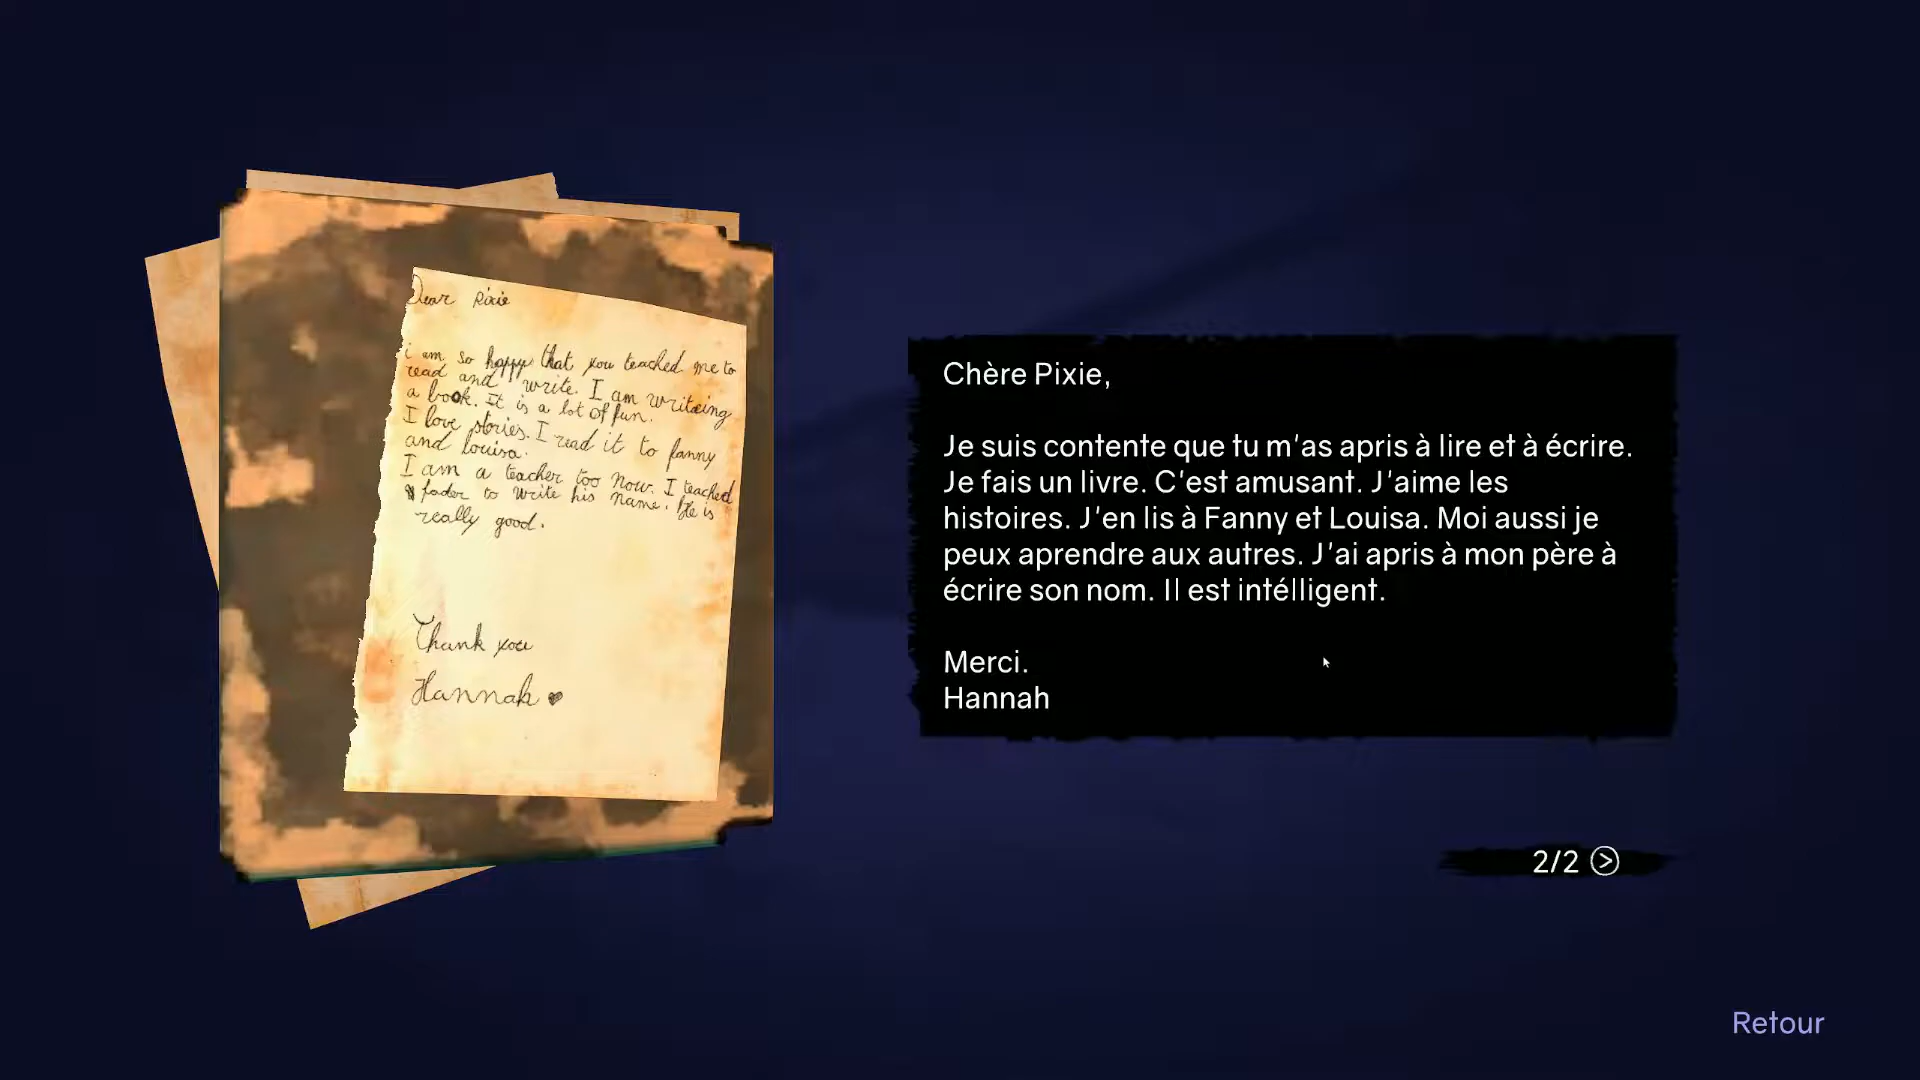 Dear Pixie
i am so happy that you teached me to
read and write. I am writeing
a book. It is a lot of fun.
I love stories. I read it to fanny
and louisa.
I am a teacher too now. I teached
fader to write his name. He is
really good.
Thank you
Hannah ♥
Chère Pixie,
Je suis contente que tu m'as apris à lire et à écrire.
Je fais un livre. C'est amusant. J'aime les
histoires. J'en lis à Fanny et Louisa. Moi aussi je
peux aprendre aux autres. J'ai apris à mon père à
écrire son nom. Il est intélligent.
Merci.
Hannah
2/2
Retour